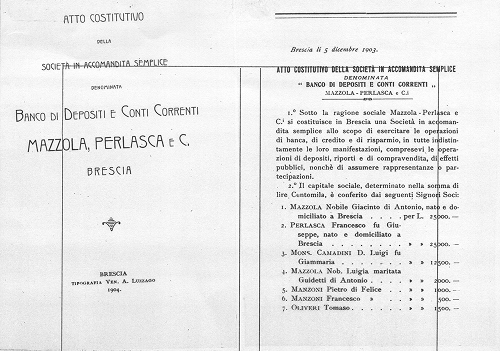 ATTO COSTITUTIVO
DELLA
SOCIETÀ IN ACCOMANDITA SEMPLICE
DENOMINATA
BANCO DI DEPOSITI E CONTI CORRENTI
MAZZOLA, PERLASCA E C.
BRESCIA
BRESCIA
TIPOGRAFIA VEN. A. LUZZAGO
1904.
Brescia li 5 dicembre 1903.
ATTO COSTITUTIVO DELLA SOCIETÀ IN ACCOMANDITA SEMPLICE
DENOMINATA
" BANCO DI DEPOSITI E CONTI CORRENTI „
MAZZOLA - PERLASCA E C.i
1.° Sotto la ragione sociale Mazzola - Perlasca e
C.i si costituisce in Brescia una Società in accoman-
dita semplice allo scopo di esercitare le operazioni
di banca, di credito e di risparmio, in tutte indistin-
tamente le loro manifestazioni, compresivi le opera-
zioni di depositi, riporti e di compravendita, di effetti
pubblici, nonchè di assumere rappresentanze o par-
tecipazioni.
2.° Il capitale sociale, determinato nella somma di
lire Centomila, è conferito dai seguenti Signori Soci:
1. MAZZOLA Nobile Giacinto di Antonio, nato e do-
miciliato a Brescia . . . . per L. 25000. —
2. PERLASCA Francesco fu Giu-
seppe, nato e domiciliato a
Brescia . . . . . . . » » 25000. —
3. MONS. CAMADINI D. Luigi fu
Giammaria . . . . . . » » 12500. —
4. MAZZOLA Nob. Luigia maritata
Guidetti di Antonio . . . . » » 2000. —
5. MANZONI Pietro di Felice . . » » 1000. —
6. MANZONI Francesco » . . » » 500. —
7. OLIVERI Tomaso . . . . . » » 1500. —